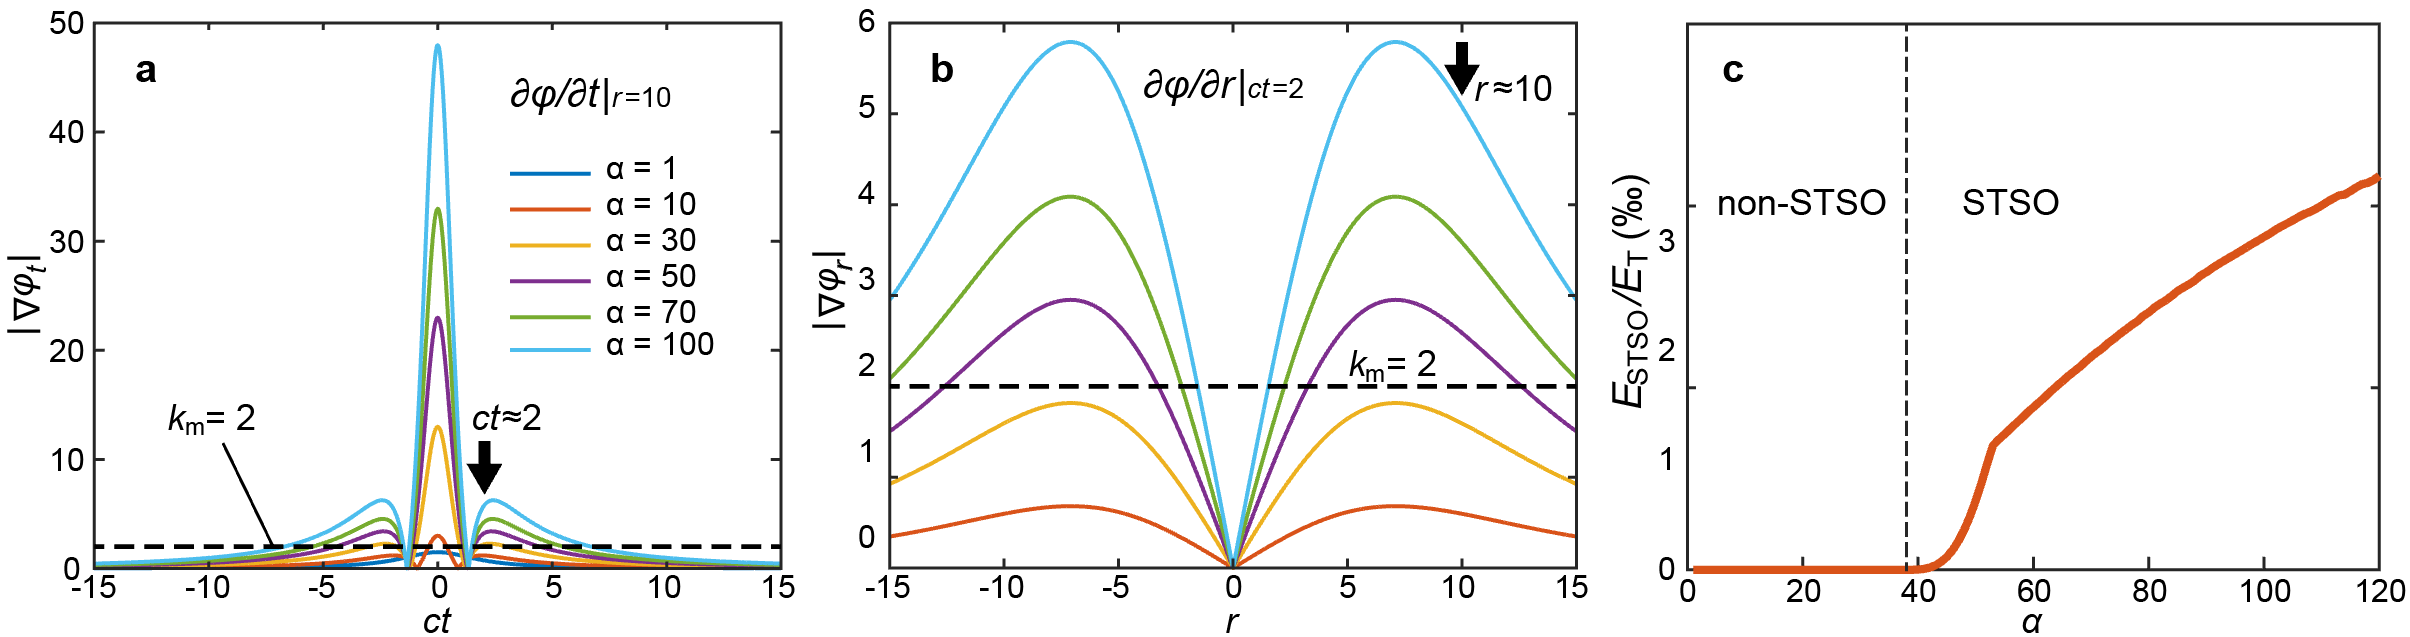 a
∂φ/∂t|r=10
α = 1
α = 10
α = 30
α = 50
α = 70
α = 100
km= 2
ct≈2
50
40
30
20
10
0
-15 -10 -5 0 5 10 15
ct
|∇φt|
b
∂φ/∂r|ct=2
r≈10
km= 2
6
5
4
3
2
1
0
-15 -10 -5 0 5 10 15
r
|∇φr|
c
non-STSO
STSO
3
2
1
0
0 20 40 60 80 100 120
α
ESTSO/ET (‰)